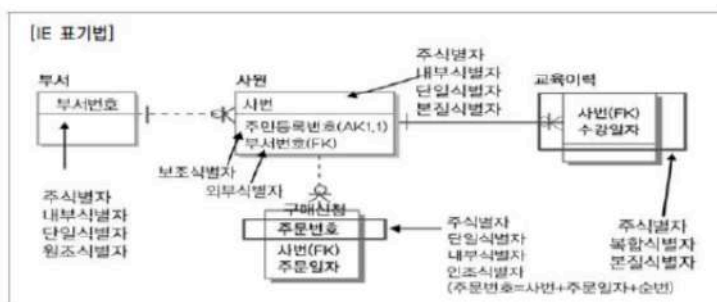 [IE 표기법]
부서
부서번호
주식별자
내부식별자
단일식별자
원조식별자
사원
사번
주민등록번호(AK1,1)
부서번호(FK)
보조식별자
외부식별자
주식별자
내부식별자
단일식별자
본질식별자
교육이력
사번(FK)
수강일자
주식별자
복합식별자
본질식별자
구매신청
주문번호
사번(FK)
주문일자
주식별자
단일식별자
내부식별자
인조식별자
(주문번호=사번+주문일자+순번)